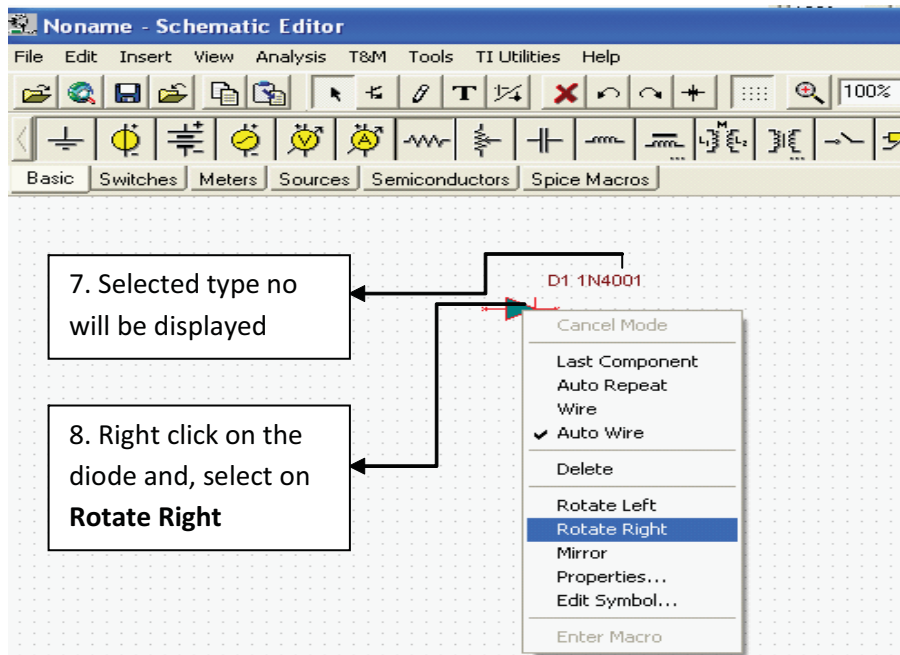 Noname - Schematic Editor
File Edit Insert View Analysis T&M Tools TI Utilities Help
T 100%
Basic Switches Meters Sources Semiconductors Spice Macros
7. Selected type no
will be displayed
D1 1N4001
8. Right click on the
diode and, select on
Rotate Right
Cancel Mode
Last Component
Auto Repeat
Wire
Auto Wire
Delete
Rotate Left
Rotate Right
Mirror
Properties...
Edit Symbol...
Enter Macro